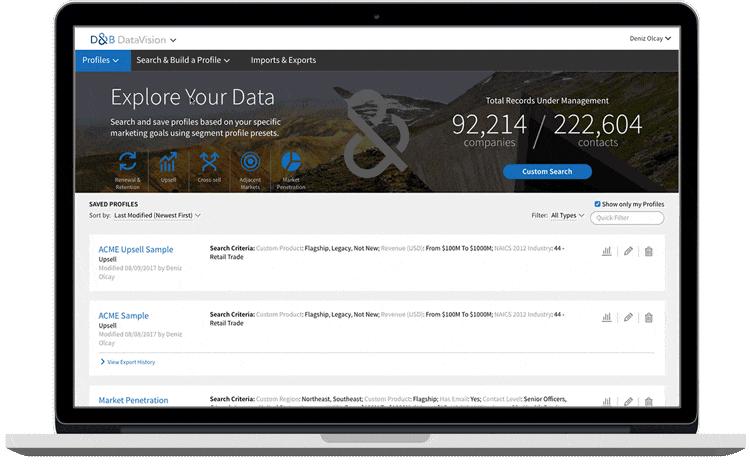 D&B DataVision
Deniz Olcay
Profiles
Search & Build a Profile
Imports & Exports
Explore Your Data
Search and save profiles based on your specific
marketing goals using segment profile presets.
Renewal &
Retention
Upsell
Cross-sell
Adjacent
Markets
Market
Penetration
Total Records Under Management
92,214 / 222,604
companies
contacts
Custom Search
&
SAVED PROFILES
Show only my Profiles
Sort by: Last Modified (Newest First)
Filter: All Types
Quick Filter
ACME Upsell Sample
Upsell
Modified 08/09/2017 by Deniz
Olcay
Search Criteria: Custom Product: Flagship, Legacy, Not New; Revenue (USD): From $100M To $1000M; NAICS 2012 Industry: 44 -
Retail Trade
ACME Sample
Upsell
Modified 08/08/2017 by Deniz
Olcay
Search Criteria: Custom Product: Flagship, Legacy, Not New; Revenue (USD): From $100M To $1000M; NAICS 2012 Industry: 44 -
Retail Trade
View Export History
Market Penetration
Search Criteria: Custom Region: Northeast, Southeast; Custom Product: Flagship; Has Email: Yes; Contact Level: Senior Officers,